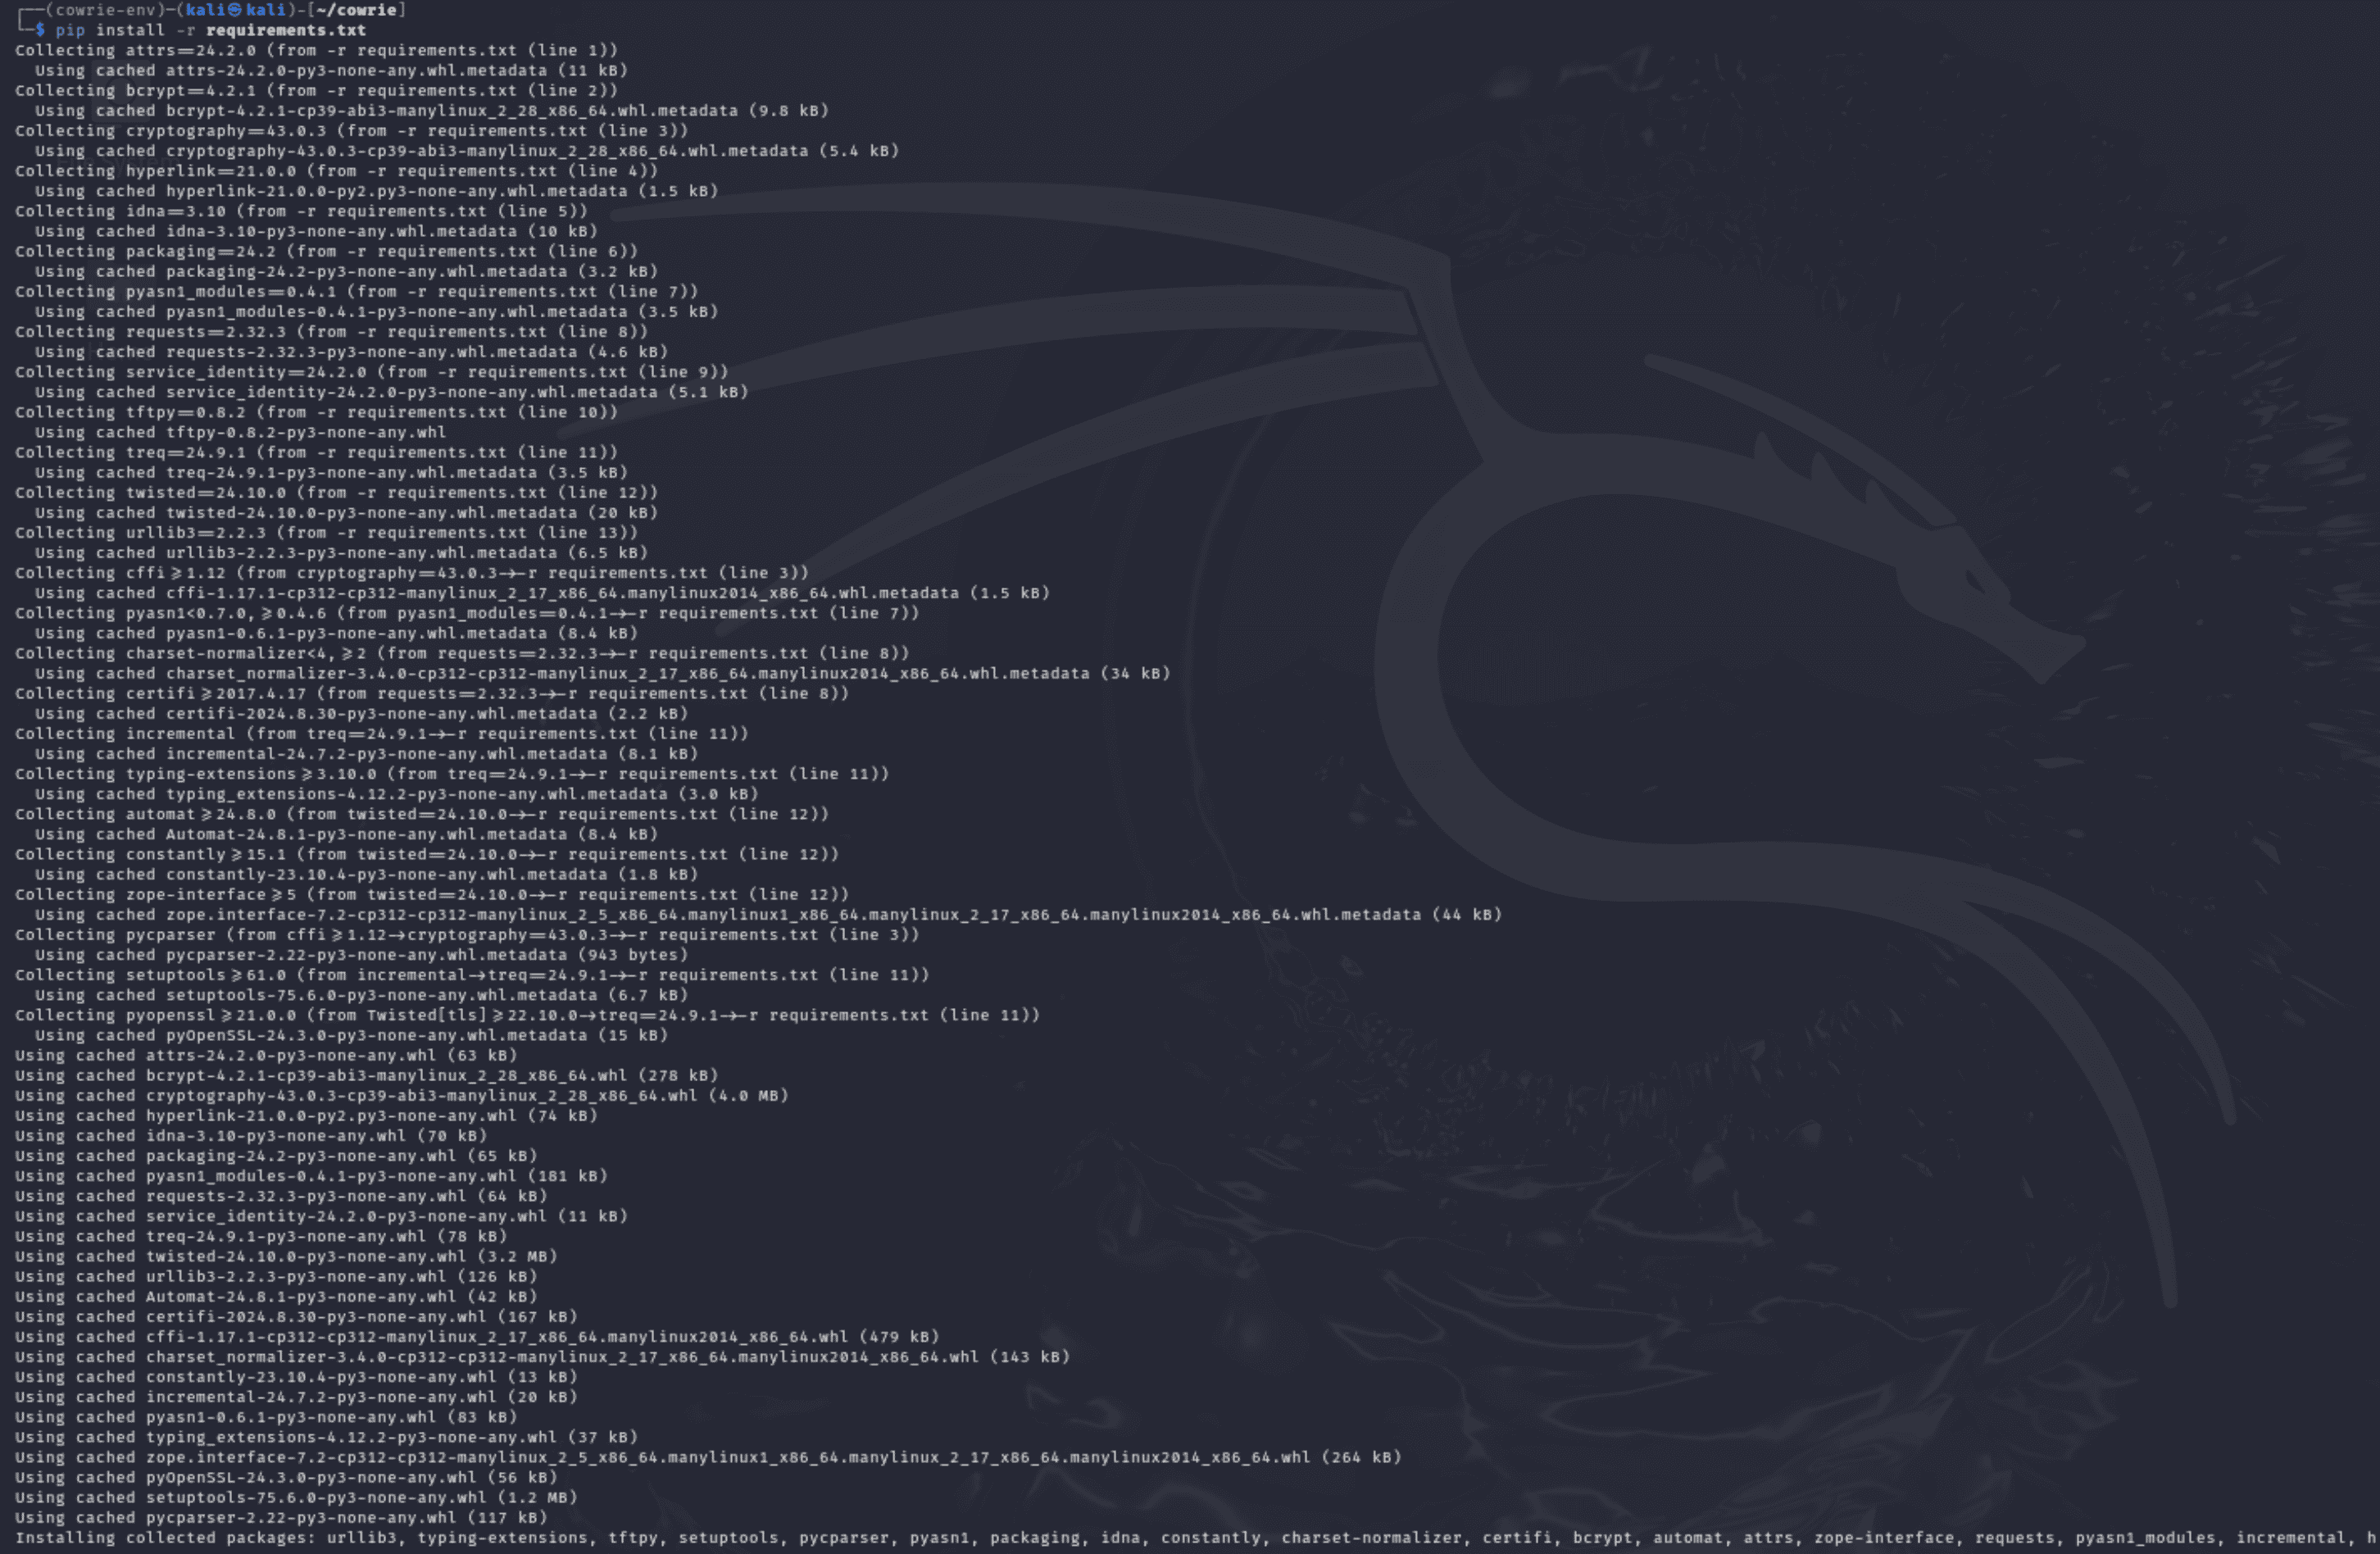 ┌──(cowrie-env)─(kali㉿kali)-[~/cowrie]
└─$ pip install -r requirements.txt
Collecting attrs==24.2.0 (from -r requirements.txt (line 1))
  Using cached attrs-24.2.0-py3-none-any.whl.metadata (11 kB)
Collecting bcrypt==4.2.1 (from -r requirements.txt (line 2))
  Using cached bcrypt-4.2.1-cp39-abi3-manylinux_2_28_x86_64.whl.metadata (9.8 kB)
Collecting cryptography==43.0.3 (from -r requirements.txt (line 3))
  Using cached cryptography-43.0.3-cp39-abi3-manylinux_2_28_x86_64.whl.metadata (5.4 kB)
Collecting hyperlink==21.0.0 (from -r requirements.txt (line 4))
  Using cached hyperlink-21.0.0-py2.py3-none-any.whl.metadata (1.5 kB)
Collecting idna==3.10 (from -r requirements.txt (line 5))
  Using cached idna-3.10-py3-none-any.whl.metadata (10 kB)
Collecting packaging==24.2 (from -r requirements.txt (line 6))
  Using cached packaging-24.2-py3-none-any.whl.metadata (3.2 kB)
Collecting pyasn1_modules==0.4.1 (from -r requirements.txt (line 7))
  Using cached pyasn1_modules-0.4.1-py3-none-any.whl.metadata (3.5 kB)
Collecting requests==2.32.3 (from -r requirements.txt (line 8))
  Using cached requests-2.32.3-py3-none-any.whl.metadata (4.6 kB)
Collecting service_identity==24.2.0 (from -r requirements.txt (line 9))
  Using cached service_identity-24.2.0-py3-none-any.whl.metadata (5.1 kB)
Collecting tftpy==0.8.2 (from -r requirements.txt (line 10))
  Using cached tftpy-0.8.2-py3-none-any.whl
Collecting treq==24.9.1 (from -r requirements.txt (line 11))
  Using cached treq-24.9.1-py3-none-any.whl.metadata (3.5 kB)
Collecting twisted==24.10.0 (from -r requirements.txt (line 12))
  Using cached twisted-24.10.0-py3-none-any.whl.metadata (20 kB)
Collecting urllib3==2.2.3 (from -r requirements.txt (line 13))
  Using cached urllib3-2.2.3-py3-none-any.whl.metadata (6.5 kB)
Collecting cffi>=1.12 (from cryptography==43.0.3->-r requirements.txt (line 3))
  Using cached cffi-1.17.1-cp312-cp312-manylinux_2_17_x86_64.manylinux2014_x86_64.whl.metadata (1.5 kB)
Collecting pyasn1<0.7.0,>=0.4.6 (from pyasn1_modules==0.4.1->-r requirements.txt (line 7))
  Using cached pyasn1-0.6.1-py3-none-any.whl.metadata (8.4 kB)
Collecting charset-normalizer<4,>=2 (from requests==2.32.3->-r requirements.txt (line 8))
  Using cached charset_normalizer-3.4.0-cp312-cp312-manylinux_2_17_x86_64.manylinux2014_x86_64.whl.metadata (34 kB)
Collecting certifi>=2017.4.17 (from requests==2.32.3->-r requirements.txt (line 8))
  Using cached certifi-2024.8.30-py3-none-any.whl.metadata (2.2 kB)
Collecting incremental (from treq==24.9.1->-r requirements.txt (line 11))
  Using cached incremental-24.7.2-py3-none-any.whl.metadata (8.1 kB)
Collecting typing-extensions>=3.10.0 (from treq==24.9.1->-r requirements.txt (line 11))
  Using cached typing_extensions-4.12.2-py3-none-any.whl.metadata (3.0 kB)
Collecting automat>=24.8.0 (from twisted==24.10.0->-r requirements.txt (line 12))
  Using cached Automat-24.8.1-py3-none-any.whl.metadata (8.4 kB)
Collecting constantly>=15.1 (from twisted==24.10.0->-r requirements.txt (line 12))
  Using cached constantly-23.10.4-py3-none-any.whl.metadata (1.8 kB)
Collecting zope-interface>=5 (from twisted==24.10.0->-r requirements.txt (line 12))
  Using cached zope.interface-7.2-cp312-cp312-manylinux_2_5_x86_64.manylinux1_x86_64.manylinux_2_17_x86_64.manylinux2014_x86_64.whl.metadata (44 kB)
Collecting pycparser (from cffi>=1.12->cryptography==43.0.3->-r requirements.txt (line 3))
  Using cached pycparser-2.22-py3-none-any.whl.metadata (943 bytes)
Collecting setuptools>=61.0 (from incremental->treq==24.9.1->-r requirements.txt (line 11))
  Using cached setuptools-75.6.0-py3-none-any.whl.metadata (6.7 kB)
Collecting pyopenssl>=21.0.0 (from Twisted[tls]>=22.10.0->treq==24.9.1->-r requirements.txt (line 11))
  Using cached pyOpenSSL-24.3.0-py3-none-any.whl.metadata (15 kB)
Using cached attrs-24.2.0-py3-none-any.whl (63 kB)
Using cached bcrypt-4.2.1-cp39-abi3-manylinux_2_28_x86_64.whl (278 kB)
Using cached cryptography-43.0.3-cp39-abi3-manylinux_2_28_x86_64.whl (4.0 MB)
Using cached hyperlink-21.0.0-py2.py3-none-any.whl (74 kB)
Using cached idna-3.10-py3-none-any.whl (70 kB)
Using cached packaging-24.2-py3-none-any.whl (65 kB)
Using cached pyasn1_modules-0.4.1-py3-none-any.whl (181 kB)
Using cached requests-2.32.3-py3-none-any.whl (64 kB)
Using cached service_identity-24.2.0-py3-none-any.whl (11 kB)
Using cached treq-24.9.1-py3-none-any.whl (78 kB)
Using cached twisted-24.10.0-py3-none-any.whl (3.2 MB)
Using cached urllib3-2.2.3-py3-none-any.whl (126 kB)
Using cached Automat-24.8.1-py3-none-any.whl (42 kB)
Using cached certifi-2024.8.30-py3-none-any.whl (167 kB)
Using cached cffi-1.17.1-cp312-cp312-manylinux_2_17_x86_64.manylinux2014_x86_64.whl (479 kB)
Using cached charset_normalizer-3.4.0-cp312-cp312-manylinux_2_17_x86_64.manylinux2014_x86_64.whl (143 kB)
Using cached constantly-23.10.4-py3-none-any.whl (13 kB)
Using cached incremental-24.7.2-py3-none-any.whl (20 kB)
Using cached pyasn1-0.6.1-py3-none-any.whl (83 kB)
Using cached typing_extensions-4.12.2-py3-none-any.whl (37 kB)
Using cached zope.interface-7.2-cp312-cp312-manylinux_2_5_x86_64.manylinux1_x86_64.manylinux_2_17_x86_64.manylinux2014_x86_64.whl (264 kB)
Using cached pyOpenSSL-24.3.0-py3-none-any.whl (56 kB)
Using cached setuptools-75.6.0-py3-none-any.whl (1.2 MB)
Using cached pycparser-2.22-py3-none-any.whl (117 kB)
Installing collected packages: urllib3, typing-extensions, tftpy, setuptools, pycparser, pyasn1, packaging, idna, constantly, charset-normalizer, certifi, bcrypt, automat, attrs, zope-interface, requests, pyasn1_modules, incremental, h